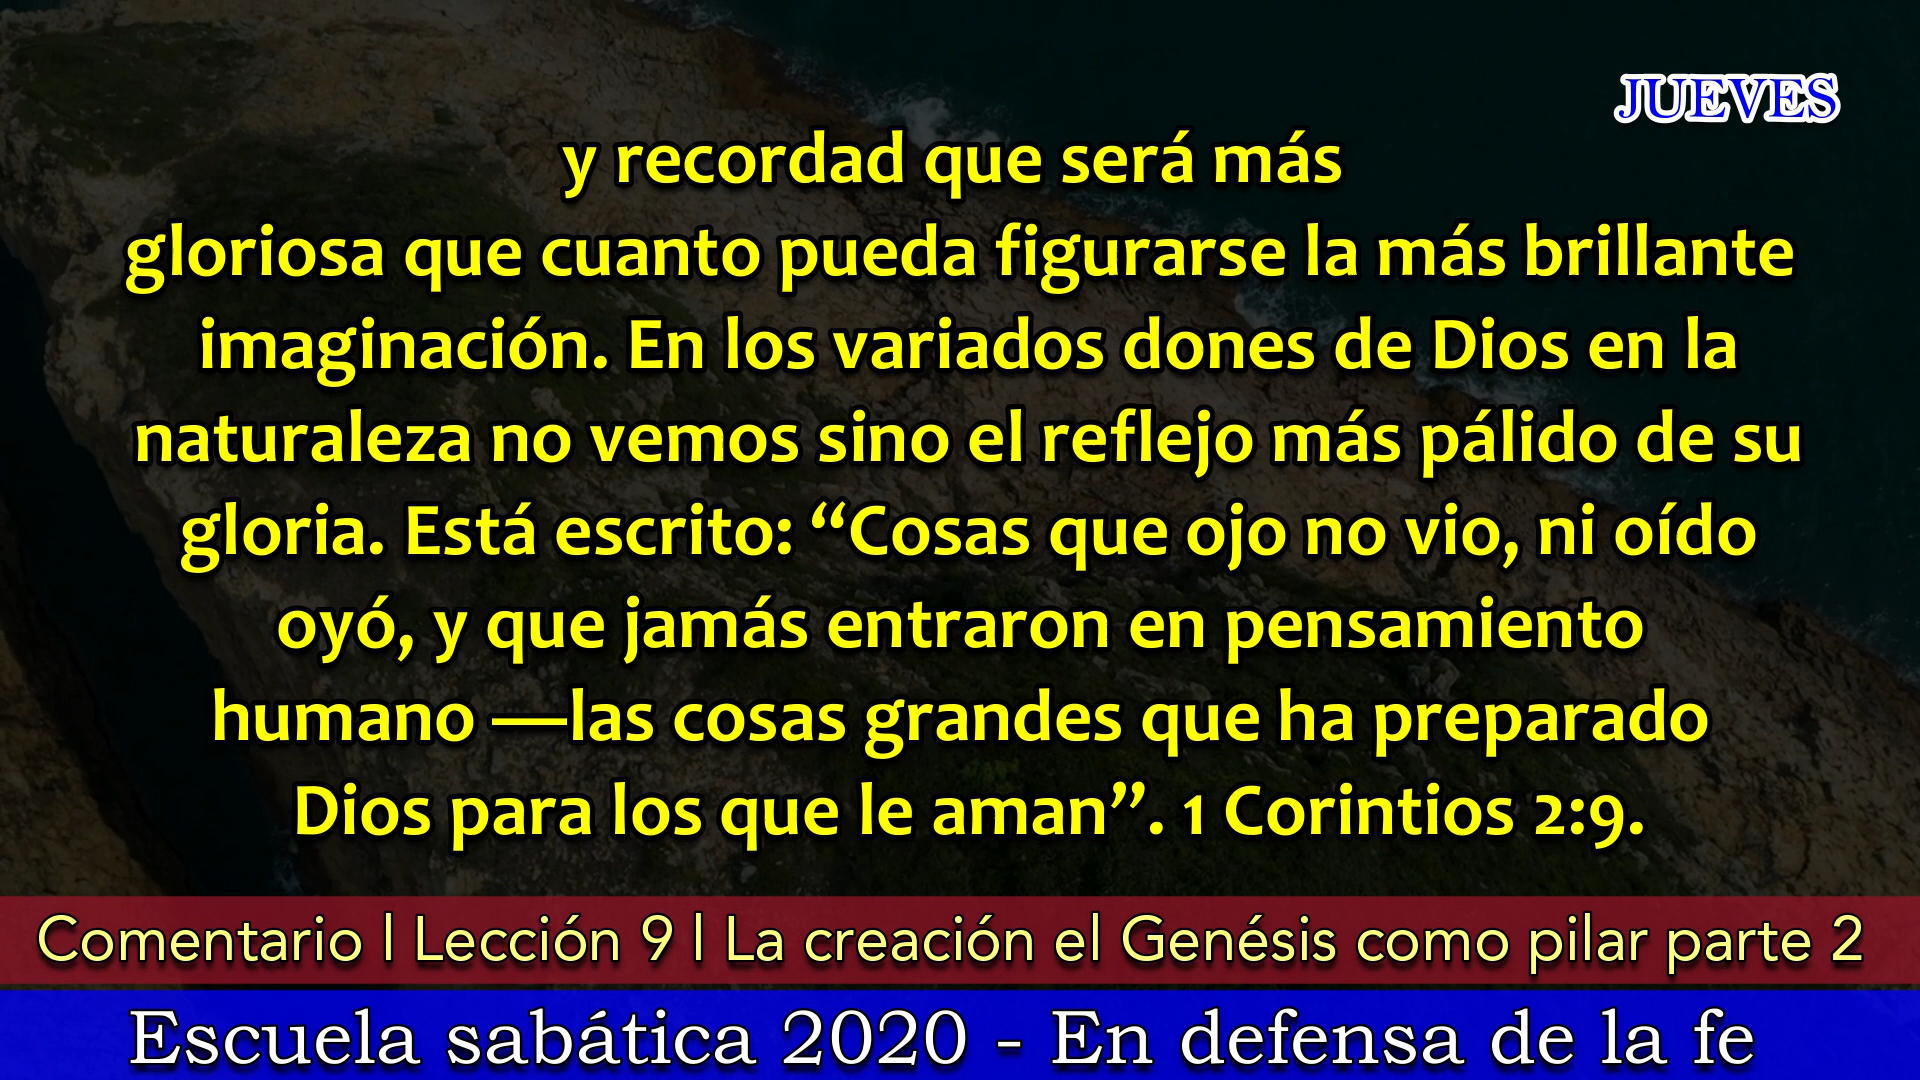 JUEVES
y recordad que será más
gloriosa que cuanto pueda figurarse la más brillante
imaginación. En los variados dones de Dios en la
naturaleza no vemos sino el reflejo más pálido de su
gloria. Está escrito: “Cosas que ojo no vio, ni oído
oyó, y que jamás entraron en pensamiento
humano —las cosas grandes que ha preparado
Dios para los que le aman”. 1 Corintios 2:9.
Comentario l Lección 9 l La creación el Genésis como pilar parte 2
Escuela sabática 2020 - En defensa de la fe